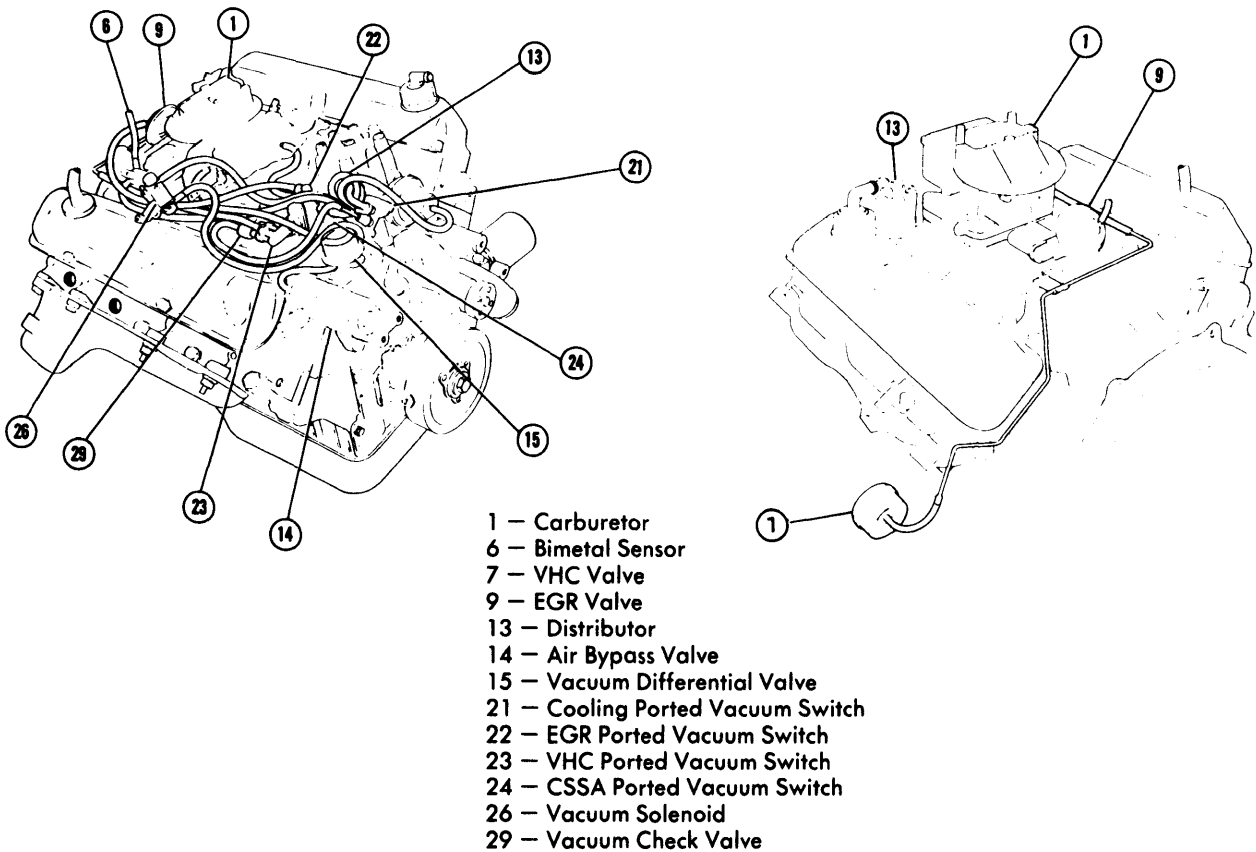 6
9
1
22
13
21
24
15
14
23
29
26
1
9
13
7
1 – Carburetor
6 – Bimetal Sensor
7 – VHC Valve
9 – EGR Valve
13 – Distributor
14 – Air Bypass Valve
15 – Vacuum Differential Valve
21 – Cooling Ported Vacuum Switch
22 – EGR Ported Vacuum Switch
23 – VHC Ported Vacuum Switch
24 – CSSA Ported Vacuum Switch
26 – Vacuum Solenoid
29 – Vacuum Check Valve